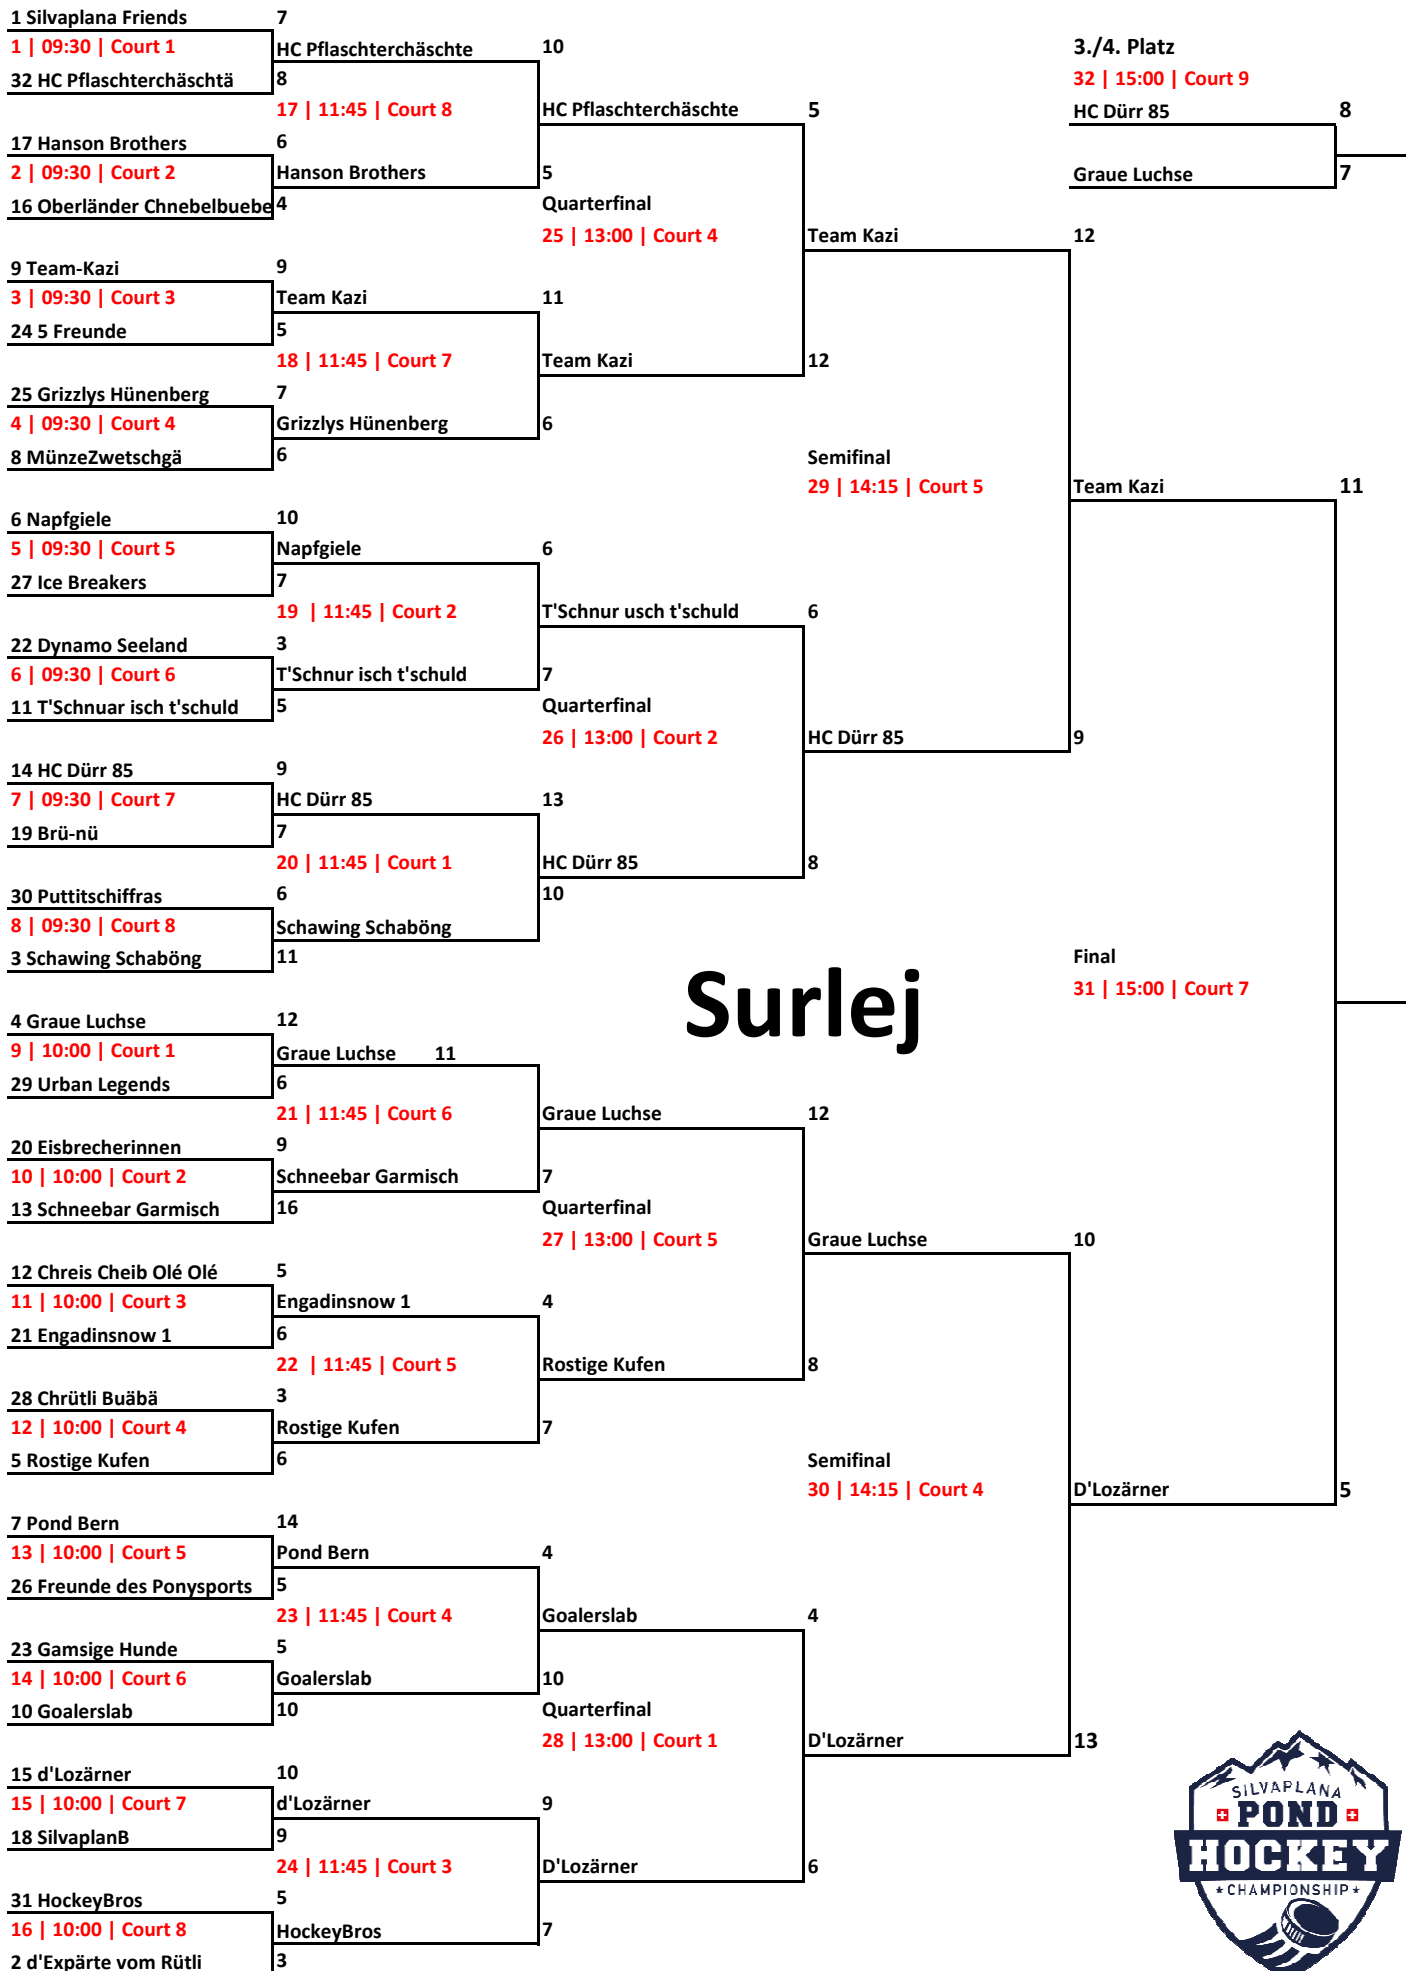 1 Silvaplana Friends 7
1 | 09:30 | Court 1 HC Pflaschterchäschte 10 3./4. Platz
32 HC Pflaschterchäschtä 8 32 | 15:00 | Court 9
17 | 11:45 | Court 8 HC Pflaschterchäschte 5 HC Dürr 85 8
17 Hanson Brothers 6
2 | 09:30 | Court 2 Hanson Brothers 5 Graue Luchse 7
16 Oberländer Chnebelbuebe 4 Quarterfinal
25 | 13:00 | Court 4 Team Kazi 12
9 Team-Kazi 9
3 | 09:30 | Court 3 Team Kazi 11
24 5 Freunde 5
18 | 11:45 | Court 7 Team Kazi 12
25 Grizzlys Hünenberg 7
4 | 09:30 | Court 4 Grizzlys Hünenberg 6
8 MünzeZwetschgä 6 Semifinal
29 | 14:15 | Court 5 Team Kazi 11
6 Napfgiele 10
5 | 09:30 | Court 5 Napfgiele 6
27 Ice Breakers 7
19 | 11:45 | Court 2 T'Schnur usch t'schuld 6
22 Dynamo Seeland 3
6 | 09:30 | Court 6 T'Schnur isch t'schuld 7
11 T'Schnuar isch t'schuld 5 Quarterfinal
26 | 13:00 | Court 2 HC Dürr 85 9
14 HC Dürr 85 9
7 | 09:30 | Court 7 HC Dürr 85 13
19 Brü-nü 7
20 | 11:45 | Court 1 HC Dürr 85 8
30 Puttitschiffras 6 10
8 | 09:30 | Court 8 Schawing Schaböng
3 Schawing Schaböng 11 Final
Surlej
31 | 15:00 | Court 7
4 Graue Luchse 12
9 | 10:00 | Court 1 Graue Luchse 11
29 Urban Legends 6
21 | 11:45 | Court 6 Graue Luchse 12
20 Eisbrecherinnen 9
10 | 10:00 | Court 2 Schneebar Garmisch 7
13 Schneebar Garmisch 16 Quarterfinal
27 | 13:00 | Court 5 Graue Luchse 10
12 Chreis Cheib Olé Olé 5
11 | 10:00 | Court 3 Engadinsnow 1 4
21 Engadinsnow 1 6
22 | 11:45 | Court 5 Rostige Kufen 8
28 Chrütli Buäbä 3
12 | 10:00 | Court 4 Rostige Kufen 7
5 Rostige Kufen 6 Semifinal
30 | 14:15 | Court 4 D'Lozärner 5
7 Pond Bern 14
13 | 10:00 | Court 5 Pond Bern 4
26 Freunde des Ponysports 5
23 | 11:45 | Court 4 Goalerslab 4
23 Gamsige Hunde 5
14 | 10:00 | Court 6 Goalerslab 10
10 Goalerslab 10 Quarterfinal
28 | 13:00 | Court 1 D'Lozärner 13
15 d'Lozärner 10
15 | 10:00 | Court 7 d'Lozärner 9
18 SilvaplanB 9
24 | 11:45 | Court 3 D'Lozärner 6
31 HockeyBros 5
16 | 10:00 | Court 8 HockeyBros 7
2 d'Expärte vom Rütli 3
SILVAPLANA
POND
HOCKEY
CHAMPIONSHIP